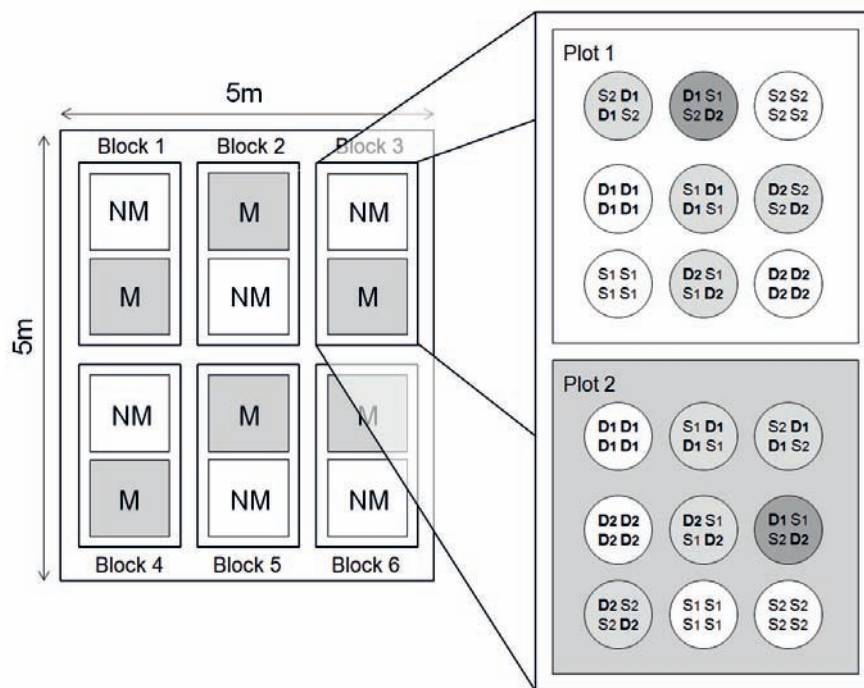 5m
5m
Block 1
Block 2
Block 3
NM
M
NM
M
NM
M
NM
M
M
M
NM
NM
Block 4
Block 5
Block 6
Plot 1
S2 D1
D1 S2
D1 S1
S2 D2
S2 S2
S2 S2
D1 D1
D1 D1
S1 D1
D1 S1
D2 S2
S2 D2
S1 S1
S1 S1
D2 S1
S1 D2
D2 D2
D2 D2
Plot 2
D1 D1
D1 D1
S1 D1
D1 S1
S2 D1
D1 S2
D2 D2
D2 D2
D2 S1
S1 D2
D1 S1
S2 D2
D2 S2
S2 D2
S1 S1
S1 S1
S2 S2
S2 S2